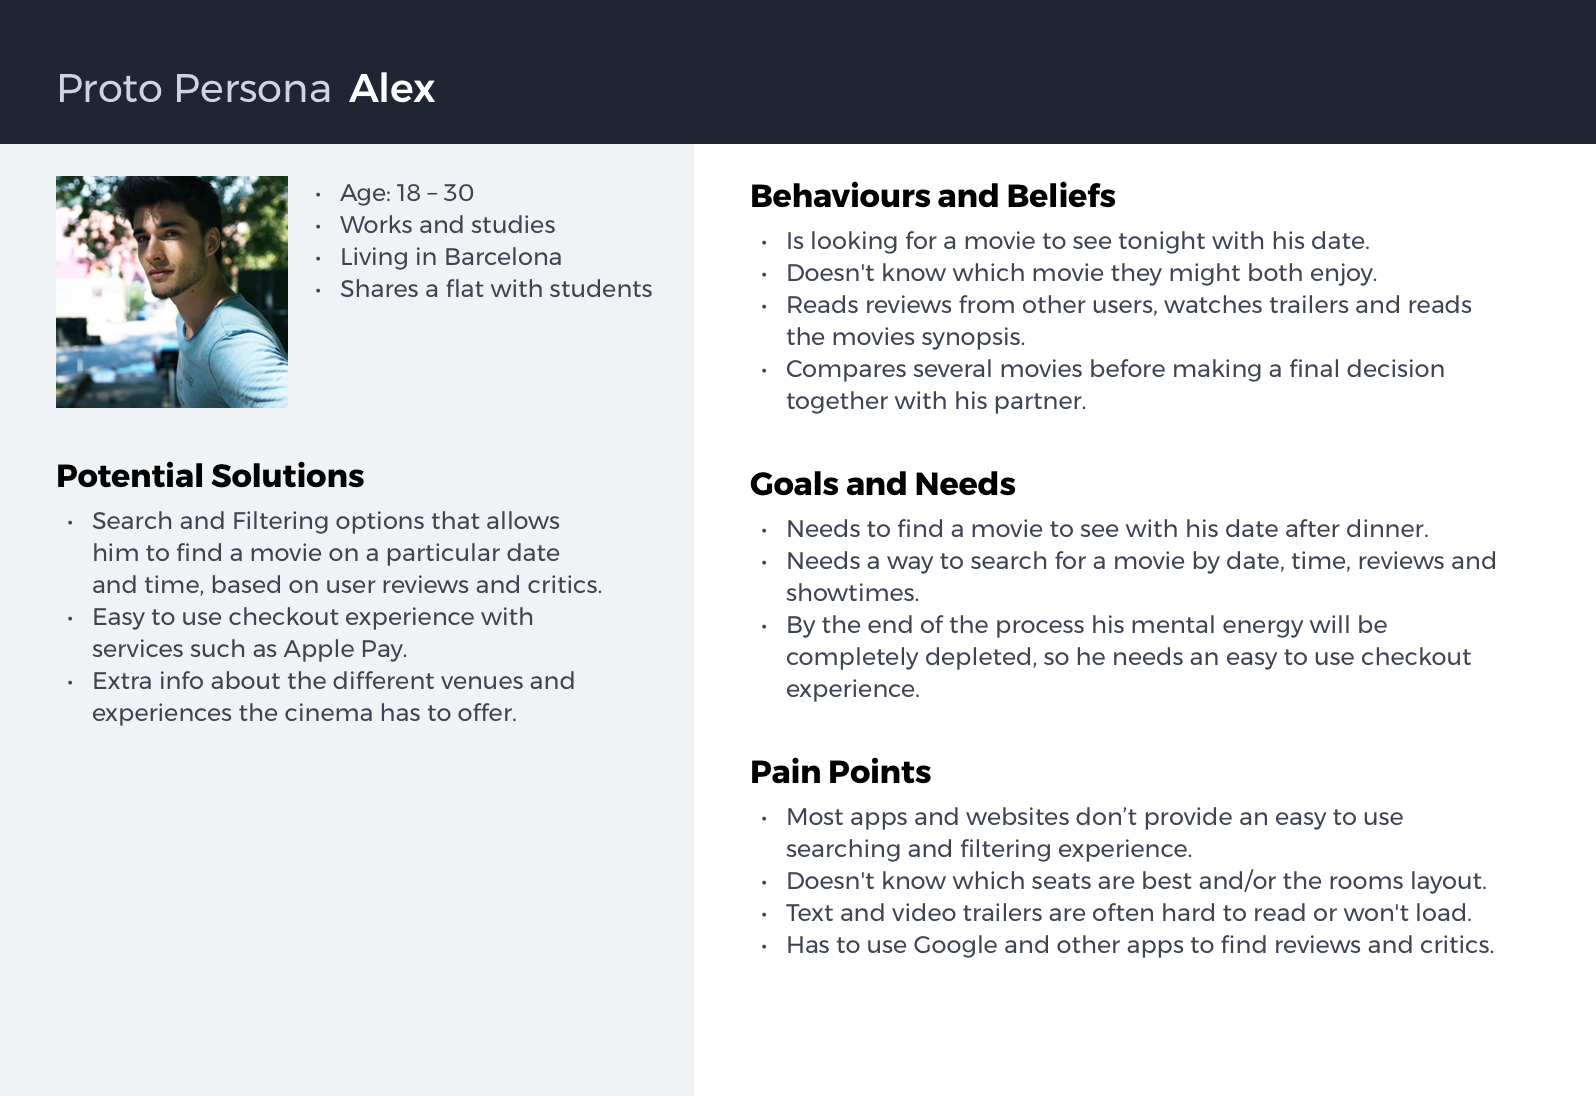 Proto Persona Alex
• Age: 18 – 30
• Works and studies
• Living in Barcelona
• Shares a flat with students
Potential Solutions
• Search and Filtering options that allows
him to find a movie on a particular date
and time, based on user reviews and critics.
• Easy to use checkout experience with
services such as Apple Pay.
• Extra info about the different venues and
experiences the cinema has to offer.
Behaviours and Beliefs
• Is looking for a movie to see tonight with his date.
• Doesn't know which movie they might both enjoy.
• Reads reviews from other users, watches trailers and reads
the movies synopsis.
• Compares several movies before making a final decision
together with his partner.
Goals and Needs
• Needs to find a movie to see with his date after dinner.
• Needs a way to search for a movie by date, time, reviews and
showtimes.
• By the end of the process his mental energy will be
completely depleted, so he needs an easy to use checkout
experience.
Pain Points
• Most apps and websites don’t provide an easy to use
searching and filtering experience.
• Doesn't know which seats are best and/or the rooms layout.
• Text and video trailers are often hard to read or won't load.
• Has to use Google and other apps to find reviews and critics.